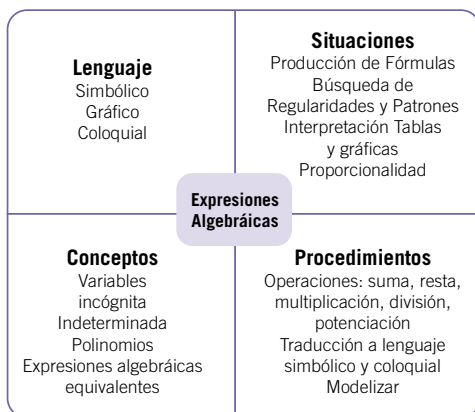 Lenguaje
Simbólico
Gráfico
Coloquial
Situaciones
Producción de Fórmulas
Búsqueda de
Regularidades y Patrones
Interpretación Tablas
y gráficas
Proporcionalidad
Expresiones
Algebráicas
Conceptos
Variables
incógnita
Indeterminada
Polinomios
Expresiones algebráicas
equivalentes
Procedimientos
Operaciones: suma, resta,
multiplicación, división,
potenciación
Traducción a lenguaje
simbólico y coloquial
Modelizar